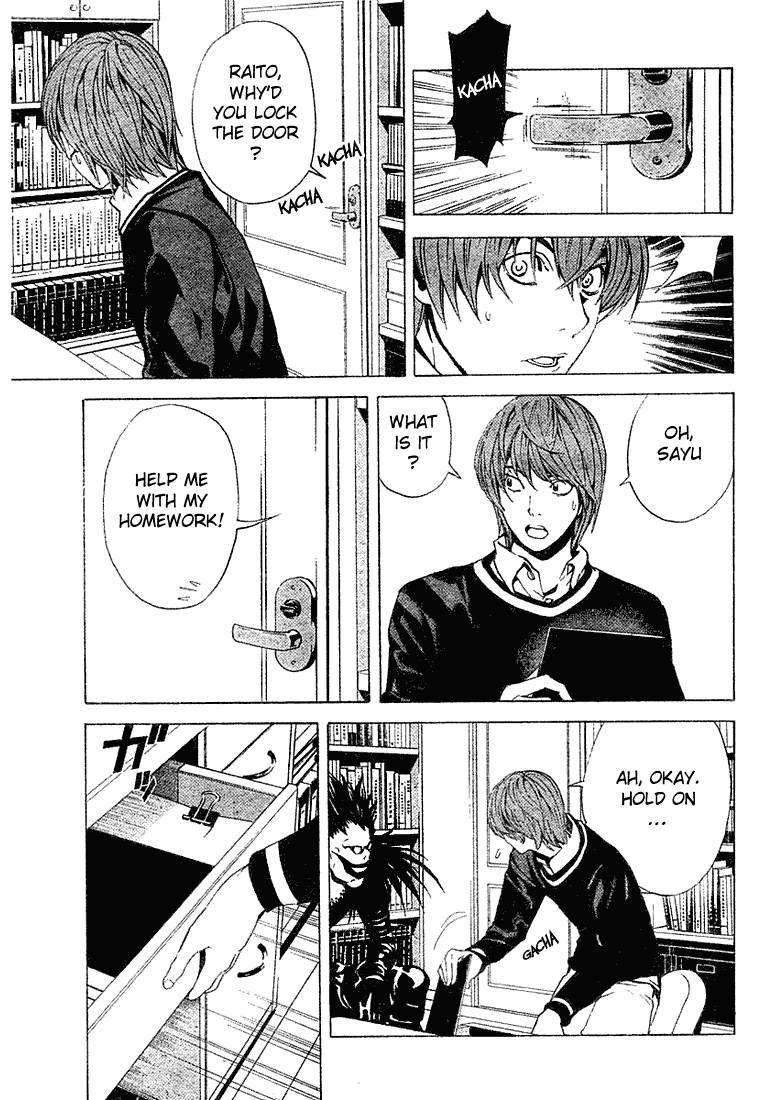 KACHA
RAITO,
WHY'D
YOU LOCK
THE DOOR
?
KACHA
KACHA
OH,
SAYU
WHAT
IS IT
?
HELP ME
WITH MY
HOMEWORK!
AH, OKAY.
HOLD ON
...
GACHA
ガ